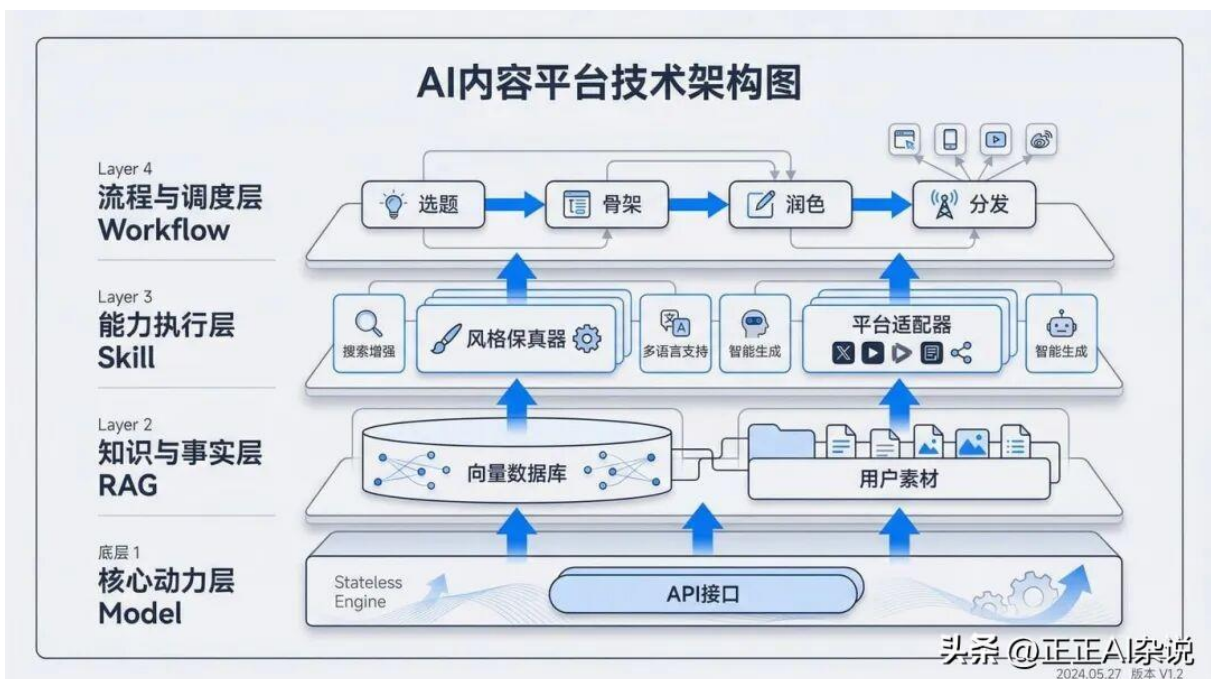 AI内容平台技术架构图
Layer 4
流程与调度层
Workflow
选题
骨架
润色
分发
Layer 3
能力执行层
Skill
搜索增强
风格保真器
文
A
多语言支持
智能生成
平台适配器
X
智能生成
Layer 2
知识与事实层
RAG
向量数据库
用户素材
底层 1
核心动力层
Model
Stateless
Engine
API接口
头条 @正正AI杂说
2024.05.27 版本 V1.2